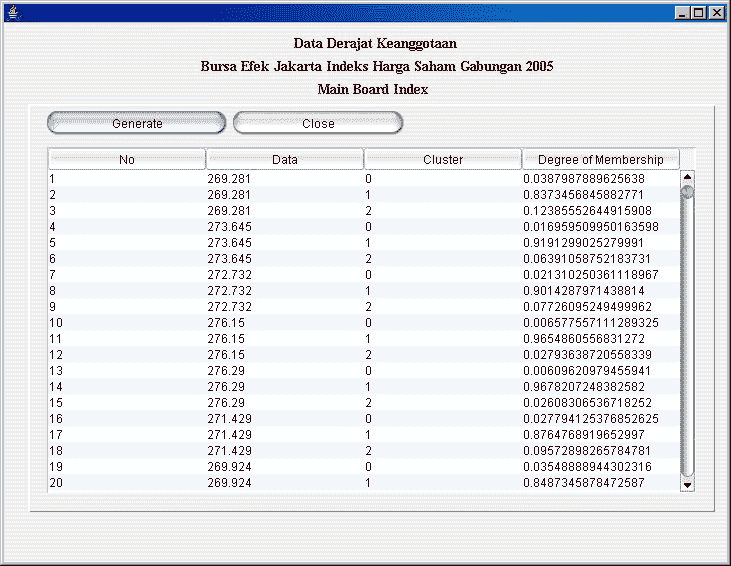 Data Derajat Keanggotaan
Bursa Efek Jakarta Indeks Harga Saham Gabungan 2005
Main Board Index
Generate Close
No Data Cluster Degree of Membership
1 269.281 0 0.0387987889625638
2 269.281 1 0.8373456845882771
3 269.281 2 0.12385552644915908
4 273.645 0 0.016959509950163598
5 273.645 1 0.9191299025279991
6 273.645 2 0.06391058752183731
7 272.732 0 0.021310250361118967
8 272.732 1 0.9014287971438814
9 272.732 2 0.07726095249499962
10 276.15 0 0.006577557111289325
11 276.15 1 0.9654860556831272
12 276.15 2 0.02793638720558339
13 276.29 0 0.00609620979455941
14 276.29 1 0.9678207248382582
15 276.29 2 0.02608306536718252
16 271.429 0 0.027794125376852625
17 271.429 1 0.8764768919652997
18 271.429 2 0.09572898265784781
19 269.924 0 0.03548888944302316
20 269.924 1 0.8487345878472587